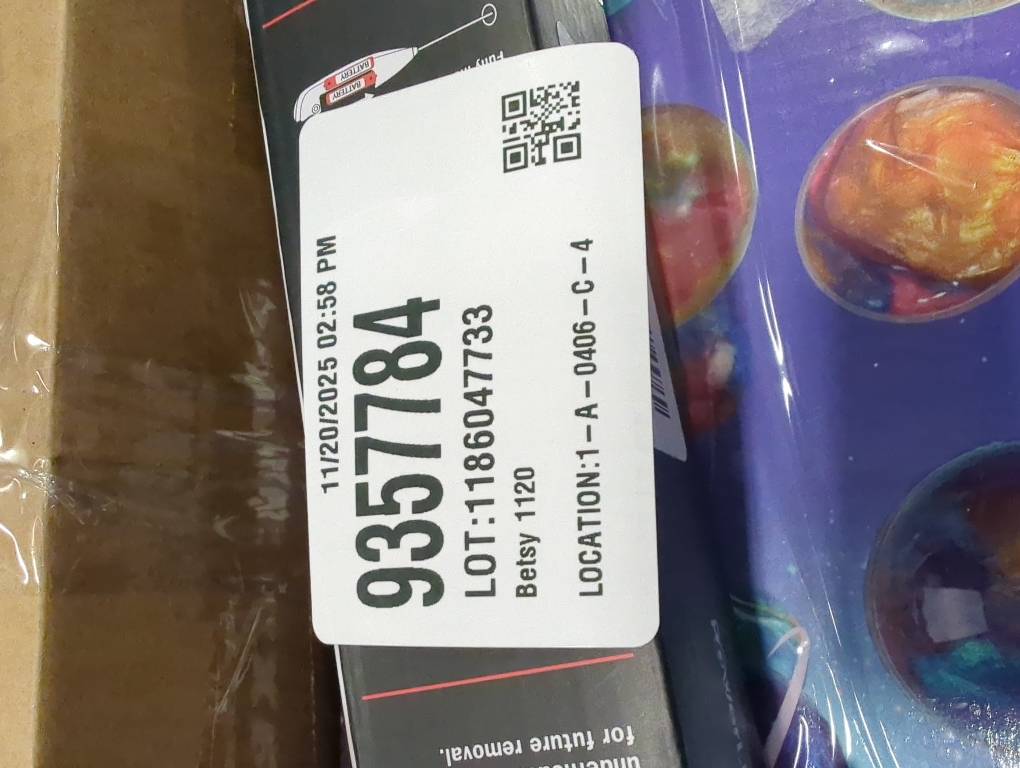 11/20/2025 02:58 PM
9357784
LOT:1186047733
Betsy 1120
LOCATION:1-A-0406-C-4
BATTERY
BATTERY
for future removal.